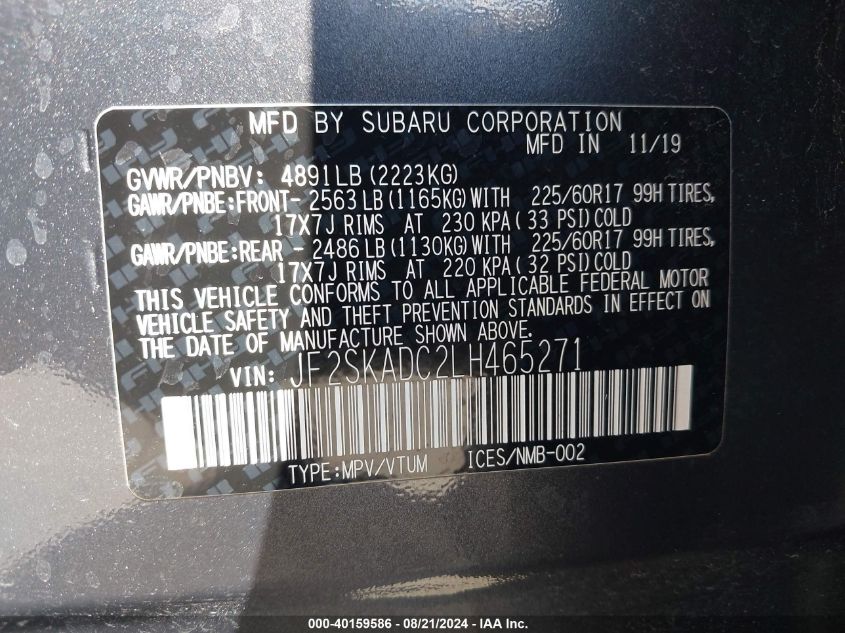 MFD BY SUBARU CORPORATION
MFD IN 11/19
GVWR/PNBV: 4891LB(2223KG)
GAWR/PNBE:FRONT- 2563LB(1165KG)WITH 225/60R17 99H TIRES,
17X7J RIMS AT 230 KPA(33 PSI)COLD
GAWR/PNBE:REAR - 2486LB(1130KG)WITH 225/60R17 99H TIRES,
17X7J RIMS AT 220 KPA(32 PSI)COLD
THIS VEHICLE CONFORMS TO ALL APPLICABLE FEDERAL MOTOR
VEHICLE SAFETY AND THEFT PREVENTION STANDARDS IN EFFECT ON
THE DATE OF MANUFACTURE SHOWN ABOVE.
VIN: JF2SKADC2LH465271
TYPE:MPV/VTUM ICES/NMB-002
000-40159586 - 08/21/2024 - IAA Inc.